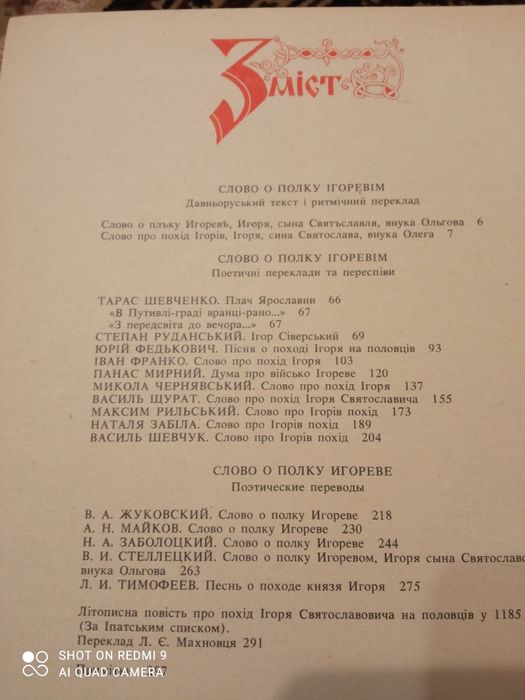 Зміст
СЛОВО О ПОЛКУ ІГОРЕВІМ
Давньоруський текст і ритмічний переклад
Слово о плъку Игоревѣ, Игоря, сына Святъславля, внука Ольгова 6
Слово про похід Ігорів, Ігоря, сина Святослава, внука Олега 7
СЛОВО О ПОЛКУ ІГОРЕВІМ
Поетичні переклади та переспіви
ТАРАС ШЕВЧЕНКО. Плач Ярославни 66
«В Путивлі-граді вранці-рано...» 67
«З передсвіта до вечора...» 67
СТЕПАН РУДАНСЬКИЙ. Ігор Сіверський 69
ЮРІЙ ФЕДЬКОВИЧ. Пісня о поході Ігоря на половців 93
ІВАН ФРАНКО. Слово про похід Ігоря 103
ПАНАС МИРНИЙ. Дума про військо Ігореве 120
МИКОЛА ЧЕРНЯВСЬКИЙ. Слово про похід Ігоря 137
ВАСИЛЬ ЩУРАТ. Слово про похід Ігоря Святославича 155
МАКСИМ РИЛЬСЬКИЙ. Слово про Ігорів похід 173
НАТАЛЯ ЗАБІЛА. Слово про Ігорів похід 189
ВАСИЛЬ ШЕВЧУК. Слово про Ігорів похід 204
СЛОВО О ПОЛКУ ИГОРЕВЕ
Поэтические переводы
В. А. ЖУКОВСКИЙ. Слово о полку Игореве 218
А. Н. МАЙКОВ. Слово о полку Игореве 230
Н. А. ЗАБОЛОЦКИЙ. Слово о полку Игореве 244
В. И. СТЕЛЛЕЦКИЙ. Слово о полку Игоревом, Игоря сына Святославо
внука Ольгова 263
Л. И. ТИМОФЕЕВ. Песнь о походе князя Игоря 275
Літописна повість про похід Ігоря Святославовича на половців у 1185
(За Іпатським списком).
Переклад Л. Є. Махновця 291
SHOT ON REDMI 9
AI QUAD CAMERA